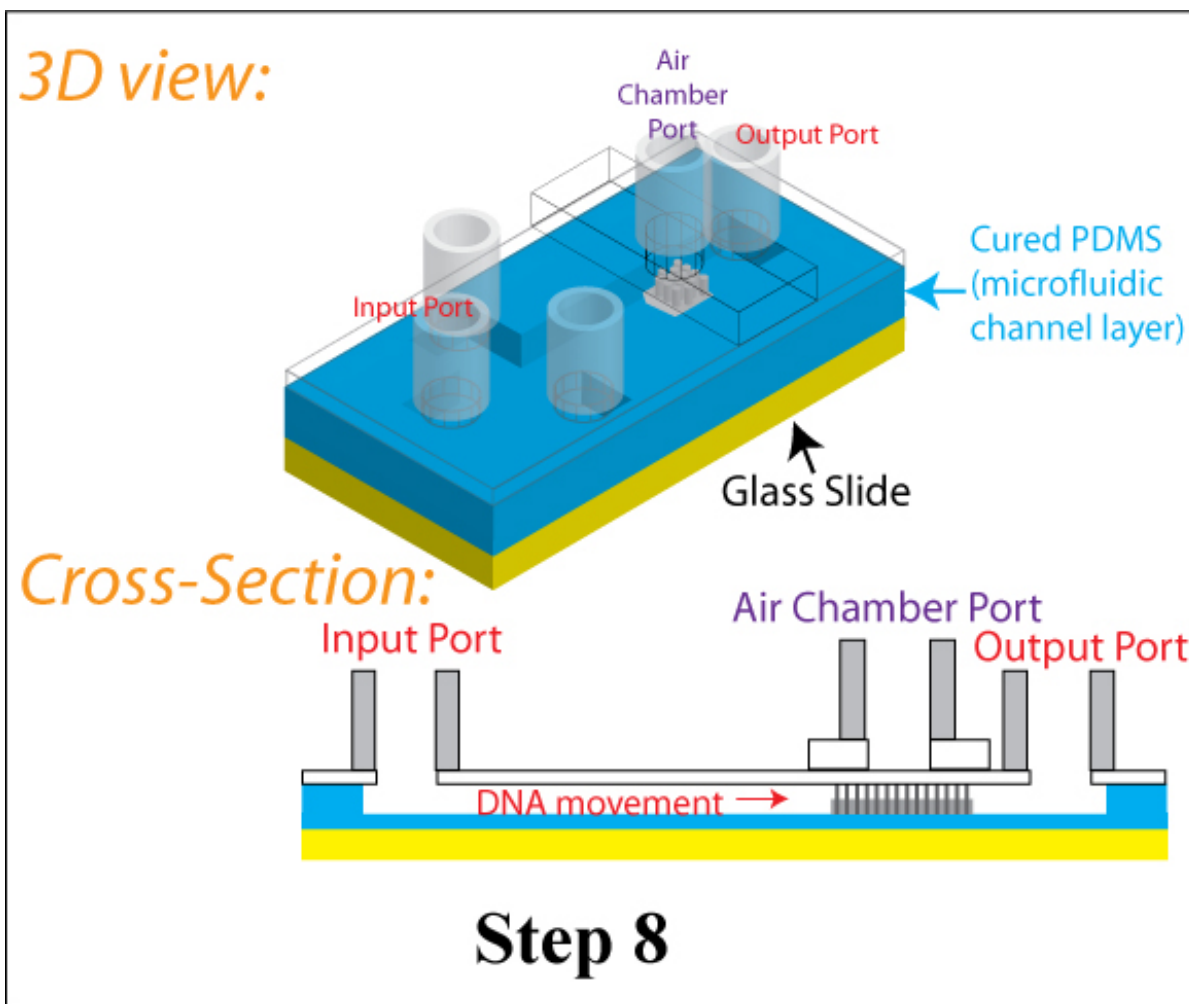 3D view:
Air
Chamber
Port
Output Port
Input Port
Cured PDMS
(microfluidic
channel layer)
Glass Slide
Cross-Section:
Air Chamber Port
Input Port
Output Port
DNA movement
Step 8